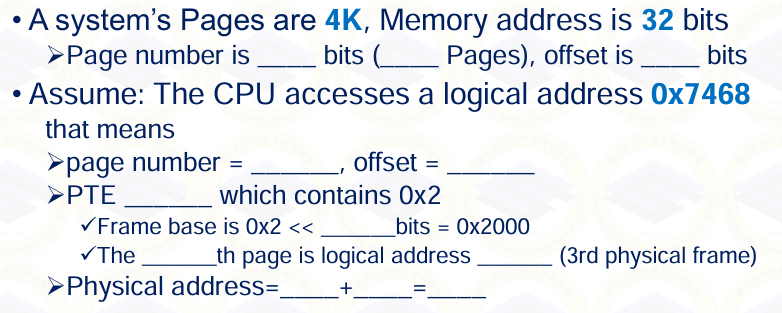 • A system's Pages are 4K, Memory address is 32 bits
➢Page number is ____ bits (____ Pages), offset is ____ bits
• Assume: The CPU accesses a logical address 0x7468
that means
➢page number = ______, offset = ______
➢PTE ______ which contains 0x2
✓Frame base is 0x2 << ______bits = 0x2000
✓The ______th page is logical address ______ (3rd physical frame)
➢Physical address=____+____=____